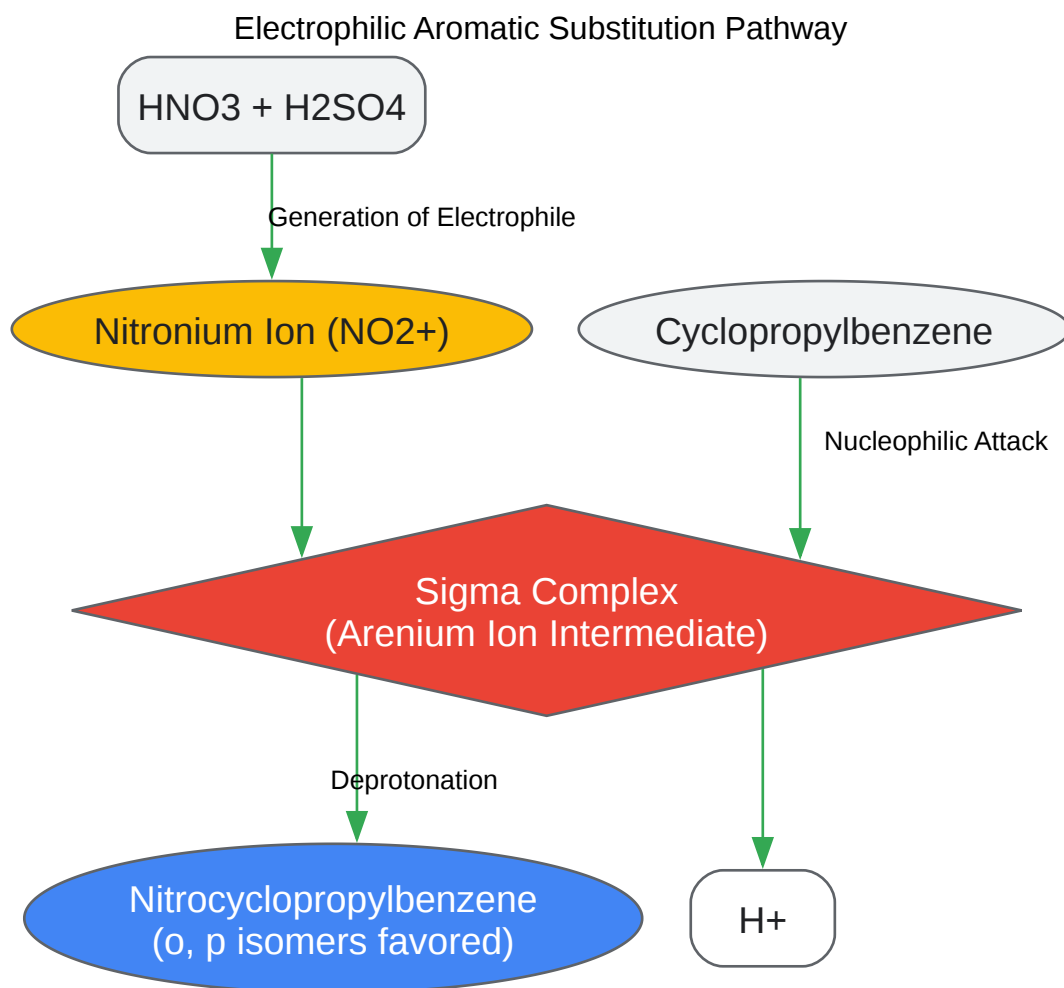 Electrophilic Aromatic Substitution Pathway
HNO3 + H2SO4
Generation of Electrophile
Nitronium Ion (NO2+)
Cyclopropylbenzene
Nucleophilic Attack
Sigma Complex
(Arenium Ion Intermediate)
Deprotonation
Nitrocyclopropylbenzene
(o, p isomers favored)
H+